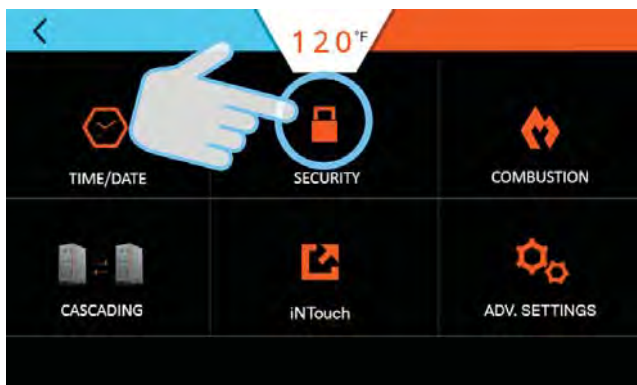 120°F
TIME/DATE
SECURITY
COMBUSTION
CASCADING
iNTouch
ADV. SETTINGS